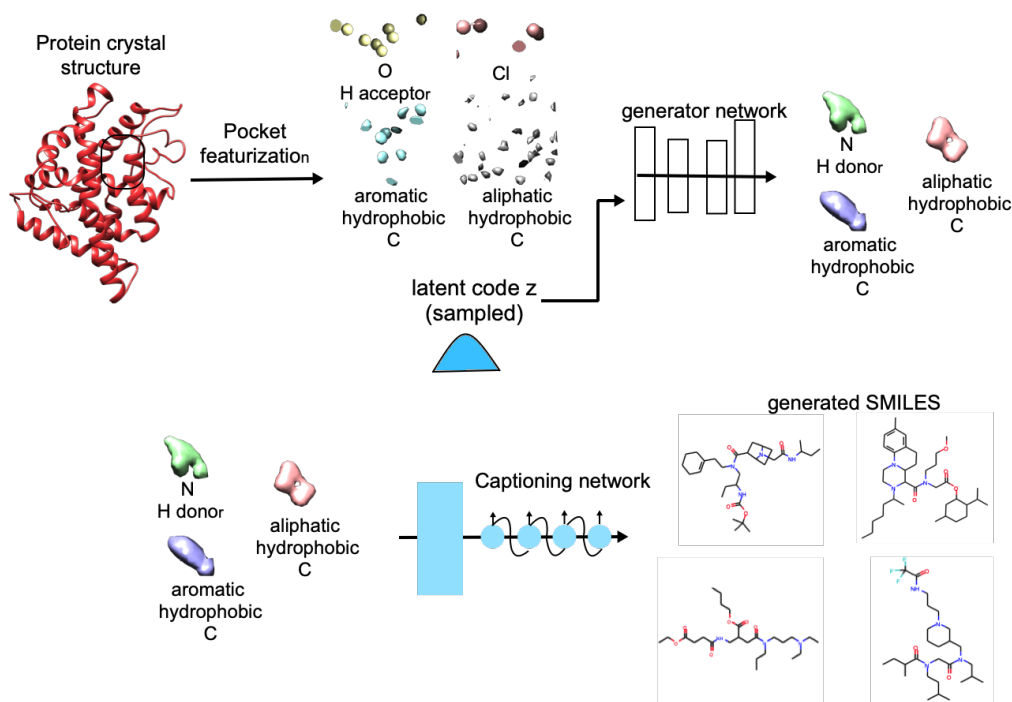 Protein crystal
structure
Pocket
featurization
O
H acceptor
Cl
aromatic
hydrophobic
C
aliphatic
hydrophobic
C
generator network
N
H donor
aliphatic
hydrophobic
C
aromatic
hydrophobic
C
latent code z
(sampled)
generated SMILES
N
H donor
aliphatic
hydrophobic
C
aromatic
hydrophobic
C
Captioning network